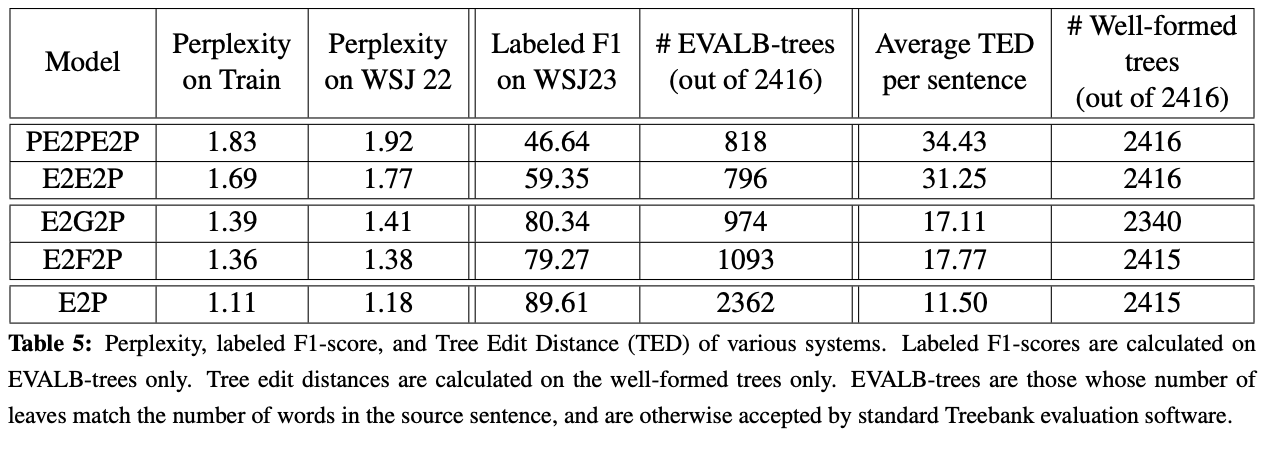 Model Perplexity on Train Perplexity on WSJ 22 Labeled F1 on WSJ23 # EVALB-trees (out of 2416) Average TED per sentence # Well-formed trees (out of 2416)
PE2PE2P 1.83 1.92 46.64 818 34.43 2416
E2E2P 1.69 1.77 59.35 796 31.25 2416
E2G2P 1.39 1.41 80.34 974 17.11 2340
E2F2P 1.36 1.38 79.27 1093 17.77 2415
E2P 1.11 1.18 89.61 2362 11.50 2415
Table 5: Perplexity, labeled F1-score, and Tree Edit Distance (TED) of various systems. Labeled F1-scores are calculated on
EVALB-trees only. Tree edit distances are calculated on the well-formed trees only. EVALB-trees are those whose number of
leaves match the number of words in the source sentence, and are otherwise accepted by standard Treebank evaluation software.